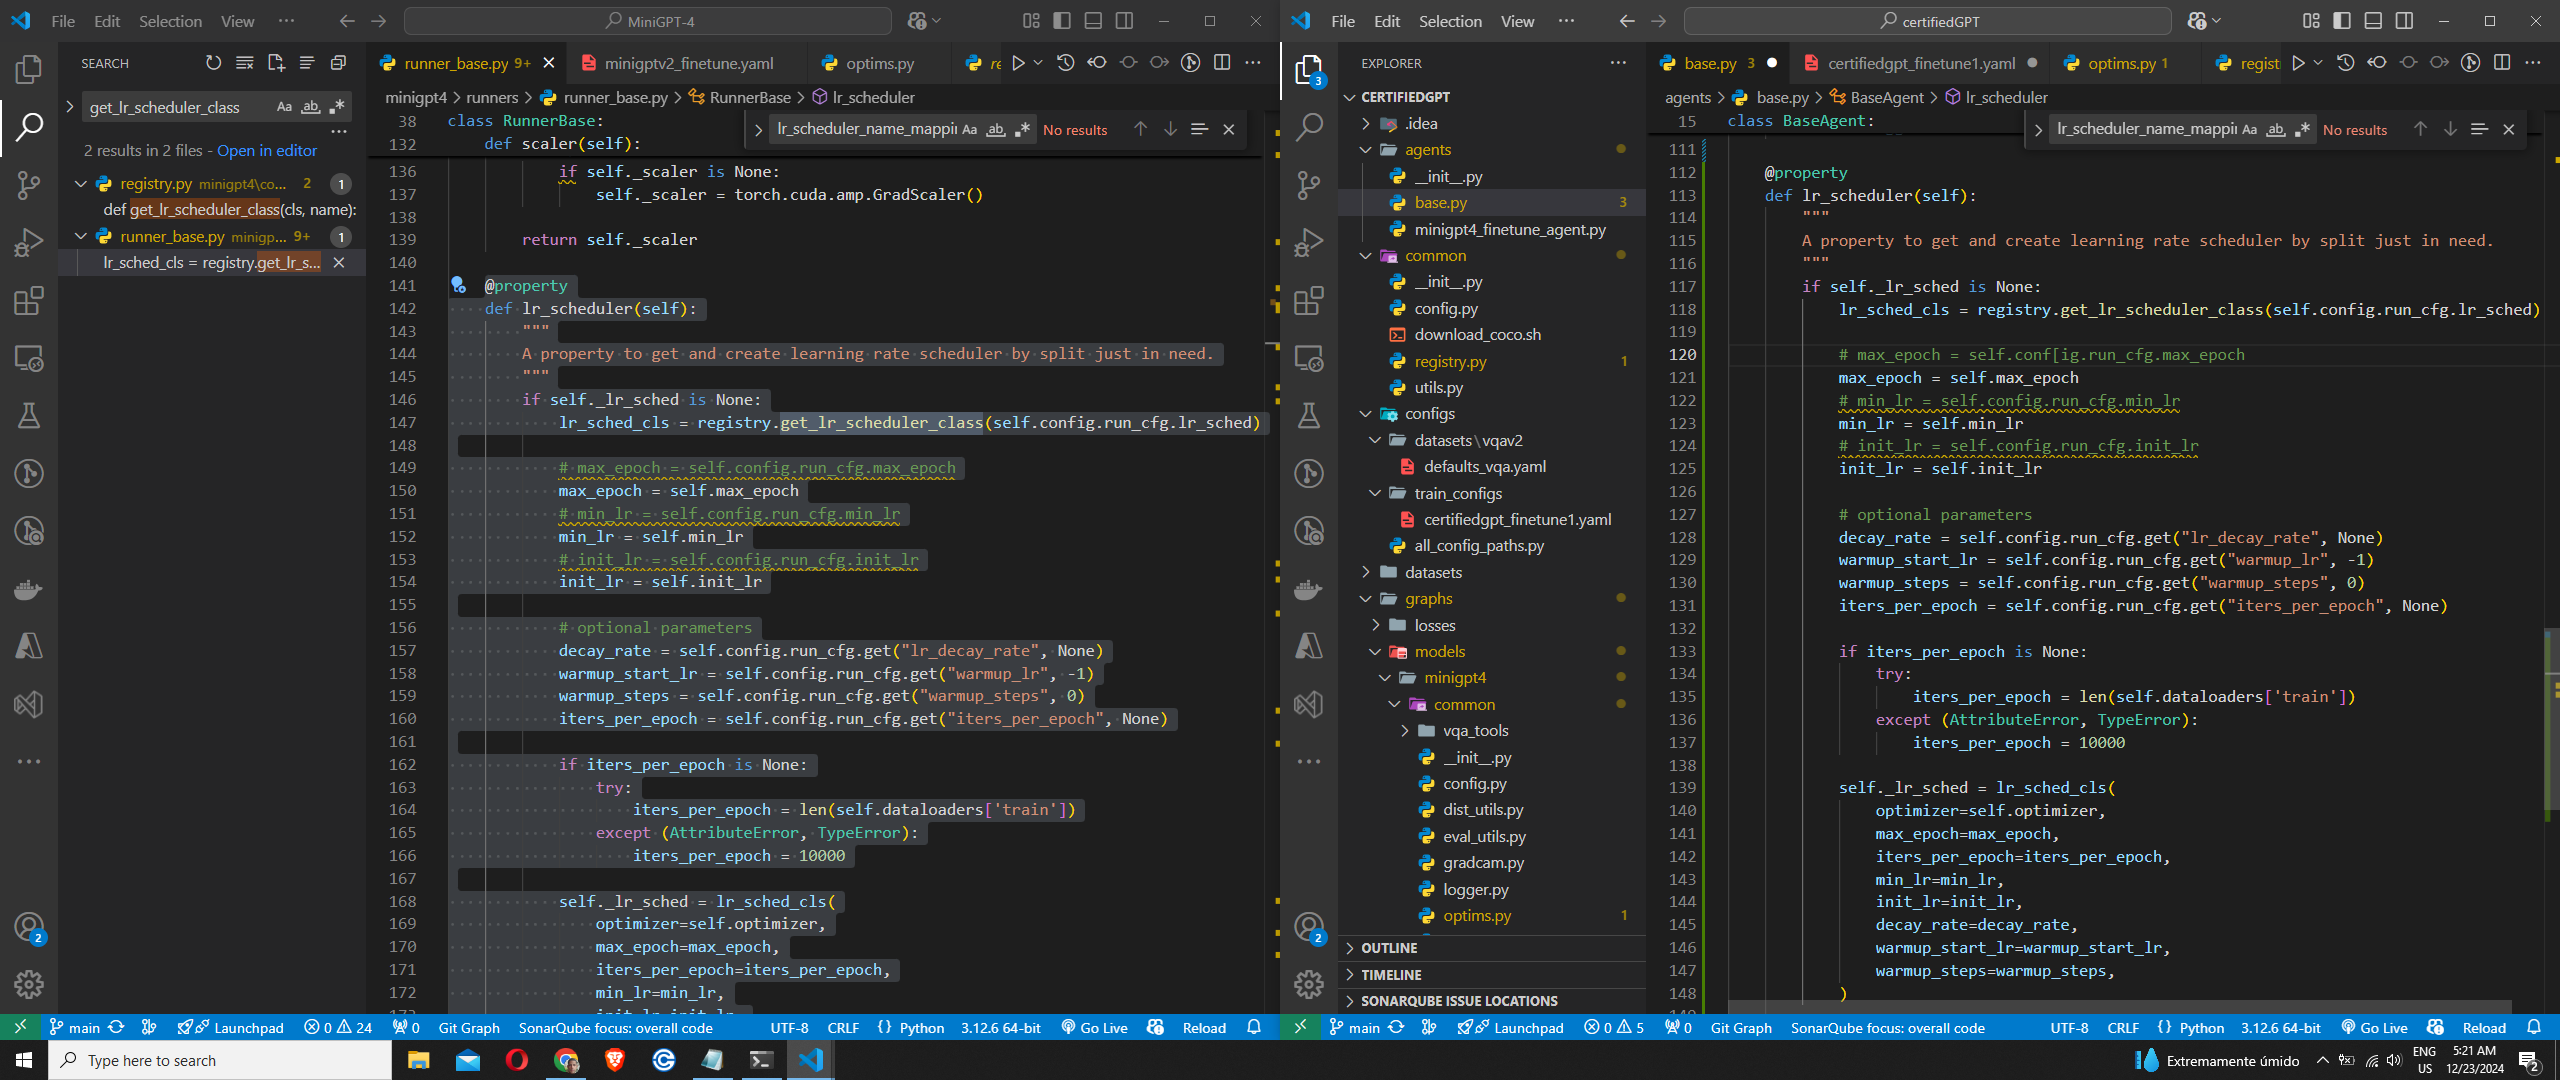 File Edit Selection View ··· MiniGPT-4
SEARCH
get_lr_scheduler_class Aa ab .*
2 results in 2 files - Open in editor
registry.py minigpt4\co... 2 1
def get_lr_scheduler_class(cls, name):
runner_base.py minigp... 9+ 1
lr_sched_cls = registry.get_lr_s...
2
runner_base.py 9+ minigptv2_finetune.yaml optims.py re
minigpt4 > runners > runner_base.py > RunnerBase > lr_scheduler
lr_scheduler_name_mappi Aa ab .* No results
38 class RunnerBase:
132 def scaler(self):
136 if self._scaler is None:
137 self._scaler = torch.cuda.amp.GradScaler()
138
139 return self._scaler
140
141 @property
142 def lr_scheduler(self):
143 """
144 A property to get and create learning rate scheduler by split just in need.
145 """
146 if self._lr_sched is None:
147 lr_sched_cls = registry.get_lr_scheduler_class(self.config.run_cfg.lr_sched)
148
149 # max_epoch = self.config.run_cfg.max_epoch
150 max_epoch = self.max_epoch
151 # min_lr = self.config.run_cfg.min_lr
152 min_lr = self.min_lr
153 # init_lr = self.config.run_cfg.init_lr
154 init_lr = self.init_lr
155
156 # optional parameters
157 decay_rate = self.config.run_cfg.get("lr_decay_rate", None)
158 warmup_start_lr = self.config.run_cfg.get("warmup_lr", -1)
159 warmup_steps = self.config.run_cfg.get("warmup_steps", 0)
160 iters_per_epoch = self.config.run_cfg.get("iters_per_epoch", None)
161
162 if iters_per_epoch is None:
163 try:
164 iters_per_epoch = len(self.dataloaders['train'])
165 except (AttributeError, TypeError):
166 iters_per_epoch = 10000
167
168 self._lr_sched = lr_sched_cls(
169 optimizer=self.optimizer,
170 max_epoch=max_epoch,
171 iters_per_epoch=iters_per_epoch,
172 min_lr=min_lr,
main 0 24 0 Launchpad Git Graph SonarQube focus: overall code UTF-8 CRLF { } Python 3.12.6 64-bit Go Live Reload
File Edit Selection View ··· certifiedGPT
3
2
EXPLORER
CERTIFIEDGPT
.idea
agents
__init__.py
base.py 3
minigpt4_finetune_agent.py
common
__init__.py
config.py
download_coco.sh
registry.py 1
utils.py
configs
datasets\vqav2
defaults_vqa.yaml
train_configs
certifiedgpt_finetune1.yaml
all_config_paths.py
datasets
graphs
losses
models
minigpt4
common
vqa_tools
__init__.py
config.py
dist_utils.py
eval_utils.py
gradcam.py
logger.py
optims.py 1
OUTLINE
TIMELINE
SONARQUBE ISSUE LOCATIONS
base.py 3 certifiedgpt_finetune1.yaml optims.py 1 registr
agents > base.py > BaseAgent > lr_scheduler
lr_scheduler_name_mappi Aa ab .* No results
15 class BaseAgent:
111
112 @property
113 def lr_scheduler(self):
114 """
115 A property to get and create learning rate scheduler by split just in need.
116 """
117 if self._lr_sched is None:
118 lr_sched_cls = registry.get_lr_scheduler_class(self.config.run_cfg.lr_sched)
119
120 # max_epoch = self.conf[ig.run_cfg.max_epoch
121 max_epoch = self.max_epoch
122 # min_lr = self.config.run_cfg.min_lr
123 min_lr = self.min_lr
124 # init_lr = self.config.run_cfg.init_lr
125 init_lr = self.init_lr
126
127 # optional parameters
128 decay_rate = self.config.run_cfg.get("lr_decay_rate", None)
129 warmup_start_lr = self.config.run_cfg.get("warmup_lr", -1)
130 warmup_steps = self.config.run_cfg.get("warmup_steps", 0)
131 iters_per_epoch = self.config.run_cfg.get("iters_per_epoch", None)
132
133 if iters_per_epoch is None:
134 try:
135 iters_per_epoch = len(self.dataloaders['train'])
136 except (AttributeError, TypeError):
137 iters_per_epoch = 10000
138
139 self._lr_sched = lr_sched_cls(
140 optimizer=self.optimizer,
141 max_epoch=max_epoch,
142 iters_per_epoch=iters_per_epoch,
143 min_lr=min_lr,
144 init_lr=init_lr,
145 decay_rate=decay_rate,
146 warmup_start_lr=warmup_start_lr,
147 warmup_steps=warmup_steps,
148 )
main Launchpad 0 5 0 Git Graph SonarQube focus: overall code UTF-8 CRLF { } Python 3.12.6 64-bit Go Live Reload
Type here to search
Extremamente úmido ENG US 5:21 AM 12/23/2024 2